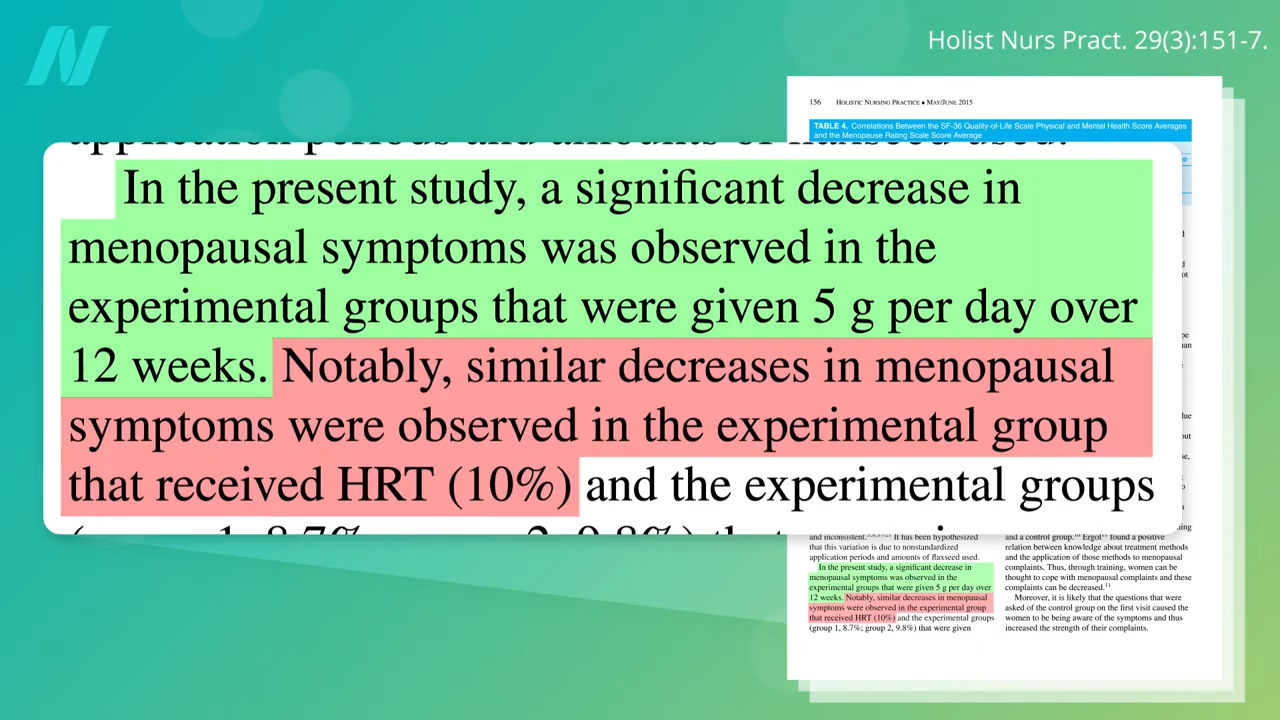 Holist Nurs Pract. 29(3):151-7.
156 HOLISTIC NURSING PRACTICE • MAY/JUNE 2015
TABLE 4. Correlations Between the SF-36 Quality-of-Life Scale Physical and Mental Health Score Averages
and the Menopause Rating Scale Score Average
application periods and amounts of flaxseed used.
In the present study, a significant decrease in
menopausal symptoms was observed in the
experimental groups that were given 5 g per day over
12 weeks. Notably, similar decreases in menopausal
symptoms were observed in the experimental group
that received HRT (10%) and the experimental groups
and inconsistent. It has been hypothesized
that this variation is due to nonstandardized
application periods and amounts of flaxseed used.
In the present study, a significant decrease in
menopausal symptoms was observed in the
experimental groups that were given 5 g per day over
12 weeks. Notably, similar decreases in menopausal
symptoms were observed in the experimental group
that received HRT (10%) and the experimental groups
(group 1, 8.7%; group 2, 9.8%) that were given
and a control group. Ergol found a positive
relation between knowledge about treatment methods
and the application of those methods to menopausal
complaints. Thus, through training, women can be
thought to cope with menopausal complaints and these
complaints can be decreased.11
Moreover, it is likely that the questions that were
asked of the control group on the first visit caused the
women to be being aware of the symptoms and thus
increased the strength of their complaints.